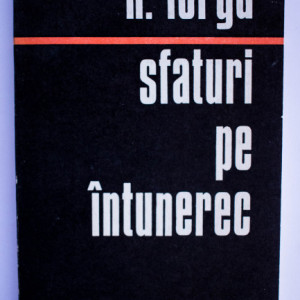 n. iorga
sfaturi
pe
întunerec